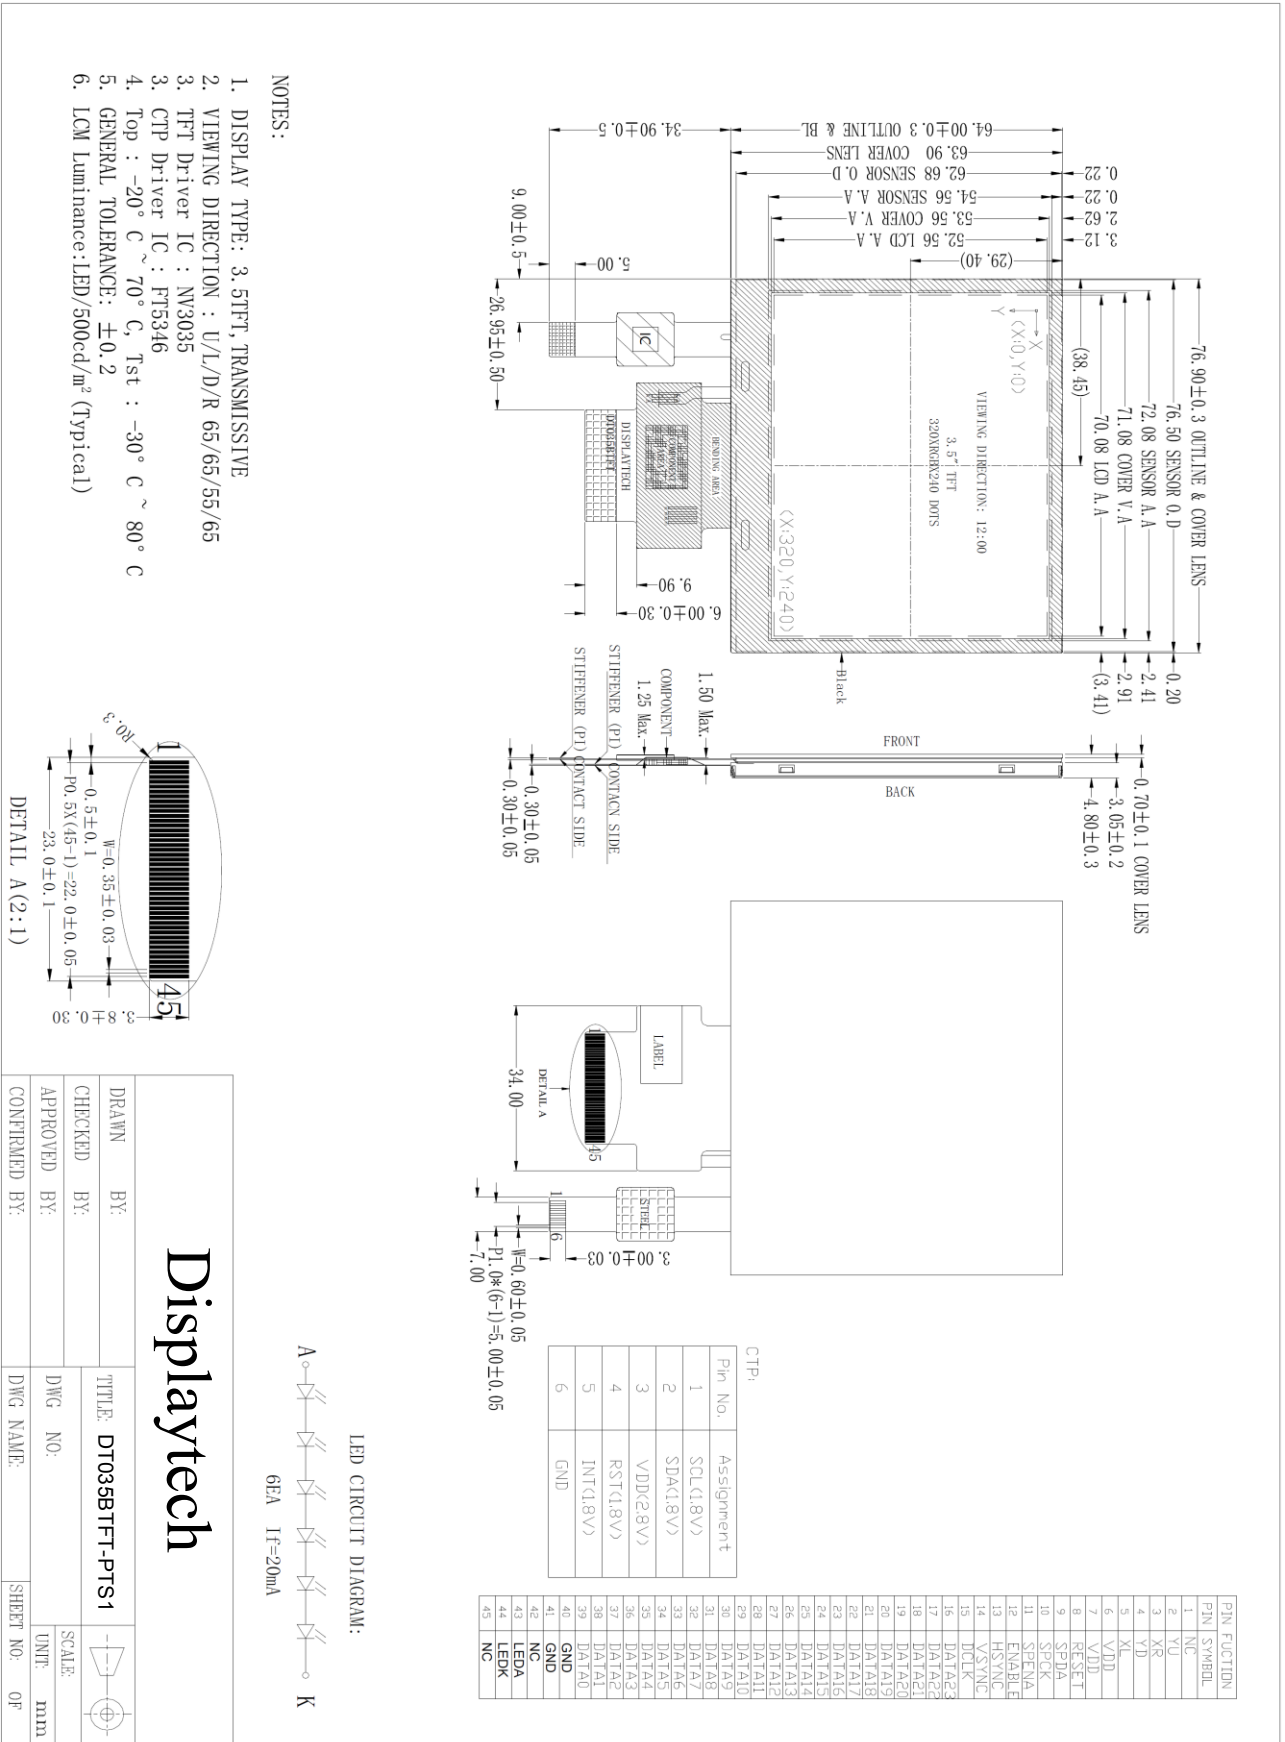 76.90±0.3 OUTLINE & COVER LENS
76.50 SENSOR O.D
72.08 SENSOR A.A
71.08 COVER V.A
70.08 LCD A.A
(38.45)
0.20
2.41
2.91
(3.41)
64.00±0.3 OUTLINE & BL
63.90 COVER LENS
62.68 SENSOR O.D
54.56 SENSOR A.A
53.56 COVER V.A
52.56 LCD A.A
(29.40)
0.22
0.22
2.62
3.12
34.90±0.5
5.00
9.00±0.5
26.95±0.50
X
Y
(X:0,Y:0)
VIEWING DIRECTION: 12:00
3.5" TFT
320XRGBX240 DOTS
(X:320,Y:240)
Black
IC
BENDING AREA
COMPONENT
AREA
DISPLAYTECH
DT035BTFT
9.90
6.00±0.30
0.70±0.1 COVER LENS
3.05±0.2
4.80±0.3
FRONT
BACK
1.50 Max.
COMPONENT
1.25 Max.
STIFFENER (PI)
CONTACN SIDE
STIFFENER (PI)
CONTACT SIDE
0.30±0.05
0.30±0.05
LABEL
1
45
DETAIL A
34.00
STEEL
1
6
3.00±0.03
W=0.60±0.05
P1.0*(6-1)=5.00±0.05
7.00
CTP:
Pin No. Assignment
1 SCL(1.8V)
2 SDA(1.8V)
3 VDD(2.8V)
4 RST(1.8V)
5 INT(1.8V)
6 GND
PIN FUCTION
PIN SYMBOL
1 NC
2 YU
3 XR
4 YD
5 XL
6 VDD
7 VDD
8 RESET
9 SPDA
10 SPCK
11 SPENA
12 ENABLE
13 HSYNC
14 VSYNC
15 DCLK
16 DATA23
17 DATA22
18 DATA21
19 DATA20
20 DATA19
21 DATA18
22 DATA17
23 DATA16
24 DATA15
25 DATA14
26 DATA13
27 DATA12
28 DATA11
29 DATA10
30 DATA9
31 DATA8
32 DATA7
33 DATA6
34 DATA5
35 DATA4
36 DATA3
37 DATA2
38 DATA1
39 DATA0
40 GND
41 GND
42 NC
43 LEDA
44 LEDK
45 NC
LED CIRCUIT DIAGRAM:
A
K
6EA If=20mA
NOTES:
1. DISPLAY TYPE: 3.5TFT, TRANSMISSIVE
2. VIEWING DIRECTION : U/L/D/R 65/65/55/65
3. TFT Driver IC : NV3035
3. CTP Driver IC : FT5346
4. Top : -20° C ~ 70° C, Tst : -30° C ~ 80° C
5. GENERAL TOLERANCE: ±0.2
6. LCM Luminance:LED/500cd/m² (Typical)
R0.3
1
45
3.8±0.30
W=0.35±0.03
0.5±0.1
P0.5X(45-1)=22.0±0.05
23.0±0.1
DETAIL A(2:1)
Displaytech
DRAWN BY:
CHECKED BY:
APPROVED BY:
CONFIRMED BY:
TITLE: DT035BTFT-PTS1
DWG NO:
DWG NAME:
SCALE:
UNIT: mm
SHEET NO: OF